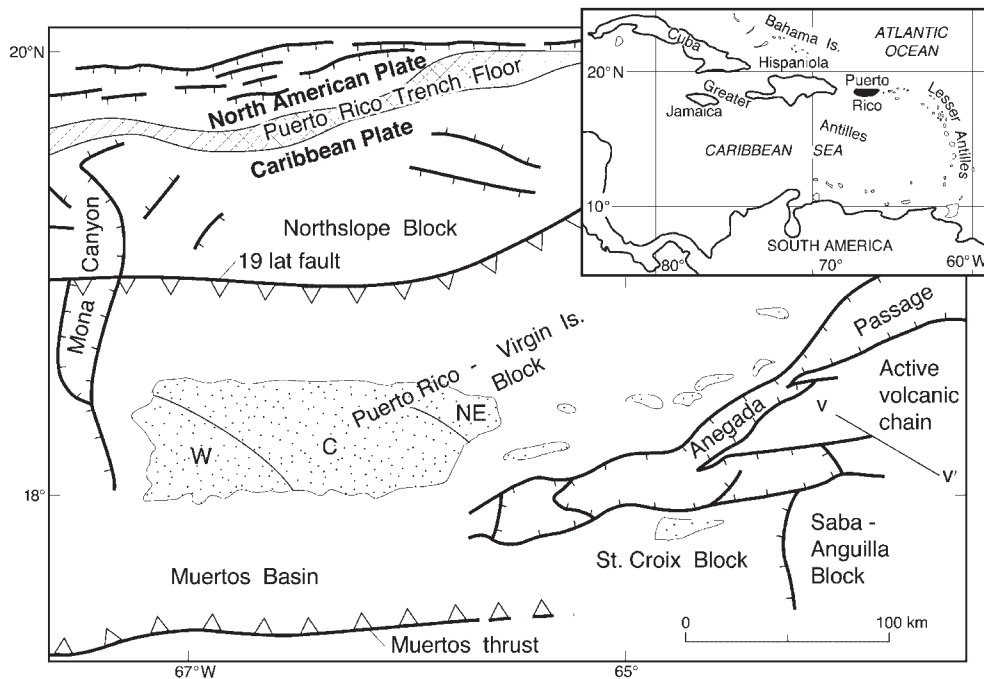 20°N
North American Plate
Puerto Rico Trench Floor
Caribbean Plate
Northslope Block
19 lat fault
Mona Canyon
Puerto Rico - Virgin Is.
Block
W
C
NE
18°
Anegada Passage
Active
volcanic
chain
V
V'
St. Croix Block
Saba -
Anguilla
Block
Muertos Basin
Muertos thrust
0 100 km
67°W
65°
Cuba
Bahama Is.
ATLANTIC
OCEAN
20°N
Hispaniola
Puerto
Rico
Greater
Antilles
Jamaica
Lesser
Antilles
CARIBBEAN SEA
10°
SOUTH AMERICA
80°
70°
60°W